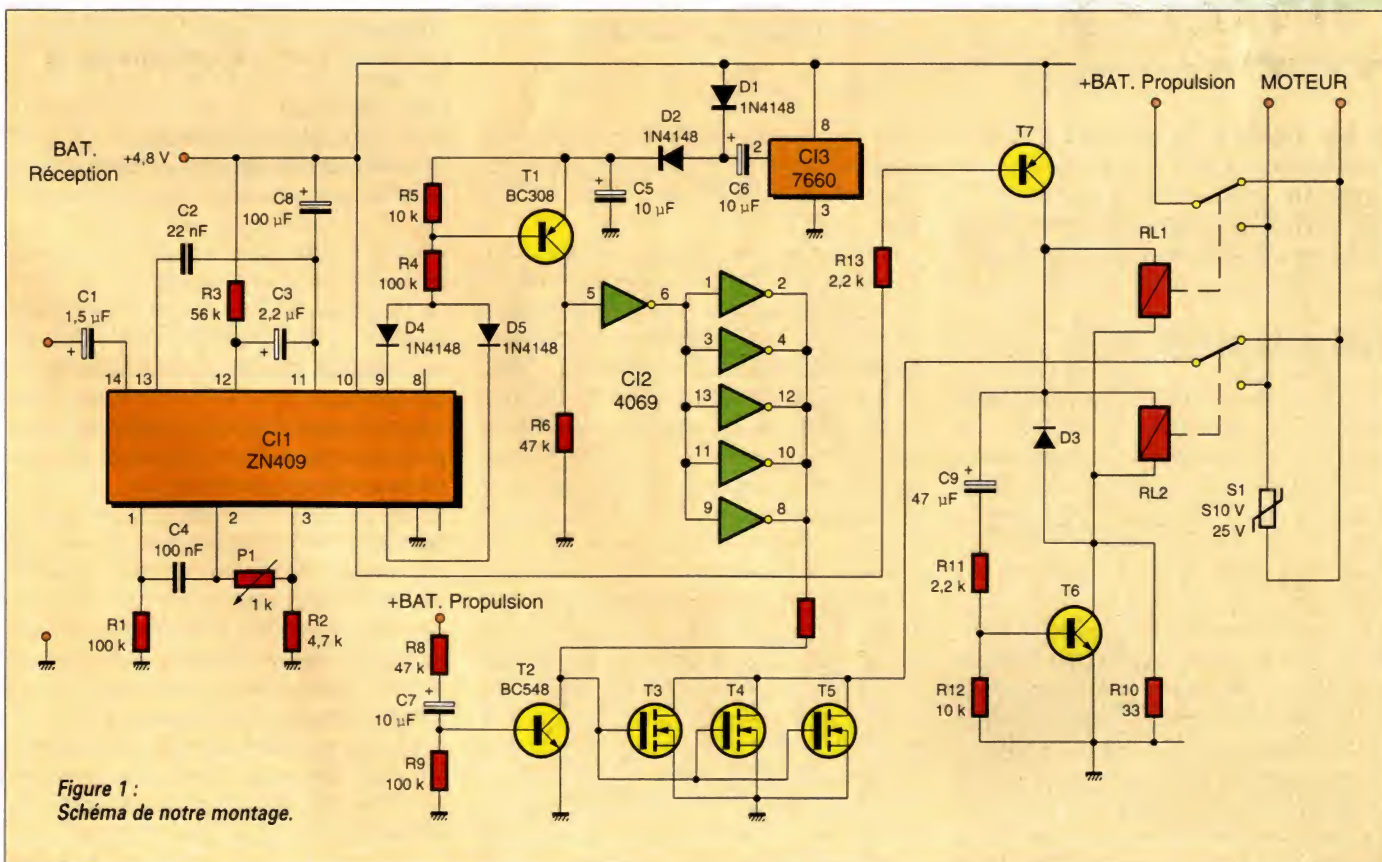 BAT.
Réception
+4,8 V
C1
1,5 µF
+
C2
22 nF
C8
100 µF
+
R3
56 k
C3
2,2 µF
+
14
13
12
11
10
9
8
CI1
ZN409
1
2
3
C4
100 nF
P1
1 k
R1
100 k
R2
4,7 k
R5
10 k
R4
100 k
D4
1N4148
D5
1N4148
T1
BC308
R6
47 k
C5
10 µF
+
D2
1N4148
D1
1N4148
C6
10 µF
+
2
8
CI3
7660
3
5
6
1
2
3
4
13
12
11
10
9
8
CI2
4069
R13
2,2 k
+BAT. Propulsion
R8
47 k
C7
10 µF
+
R9
100 k
T2
BC548
T3
T4
T5
T7
+BAT. Propulsion
MOTEUR
RL1
RL2
D3
C9
47 µF
+
R11
2,2 k
R12
10 k
T6
R10
33
S1
S10 V
25 V
Figure 1 :
Schéma de notre montage.